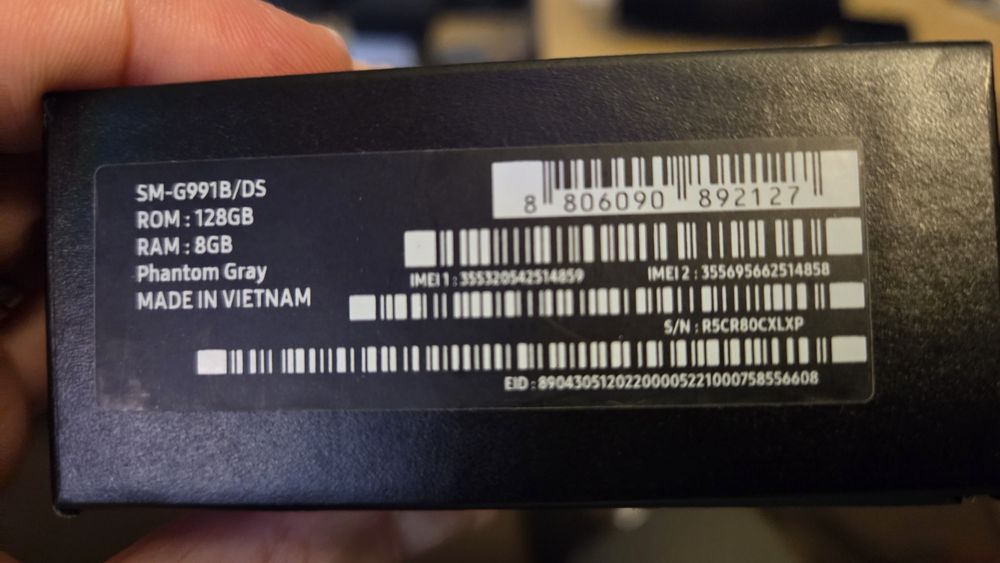 SM-G991B/DS
ROM : 128GB
RAM : 8GB
Phantom Gray
MADE IN VIETNAM
8 806090 892127
IMEI 1 : 355320542514859
IMEI 2 : 355695662514858
S/N : R5CR80CXLXP
EID : 89043051202200005221000758556608